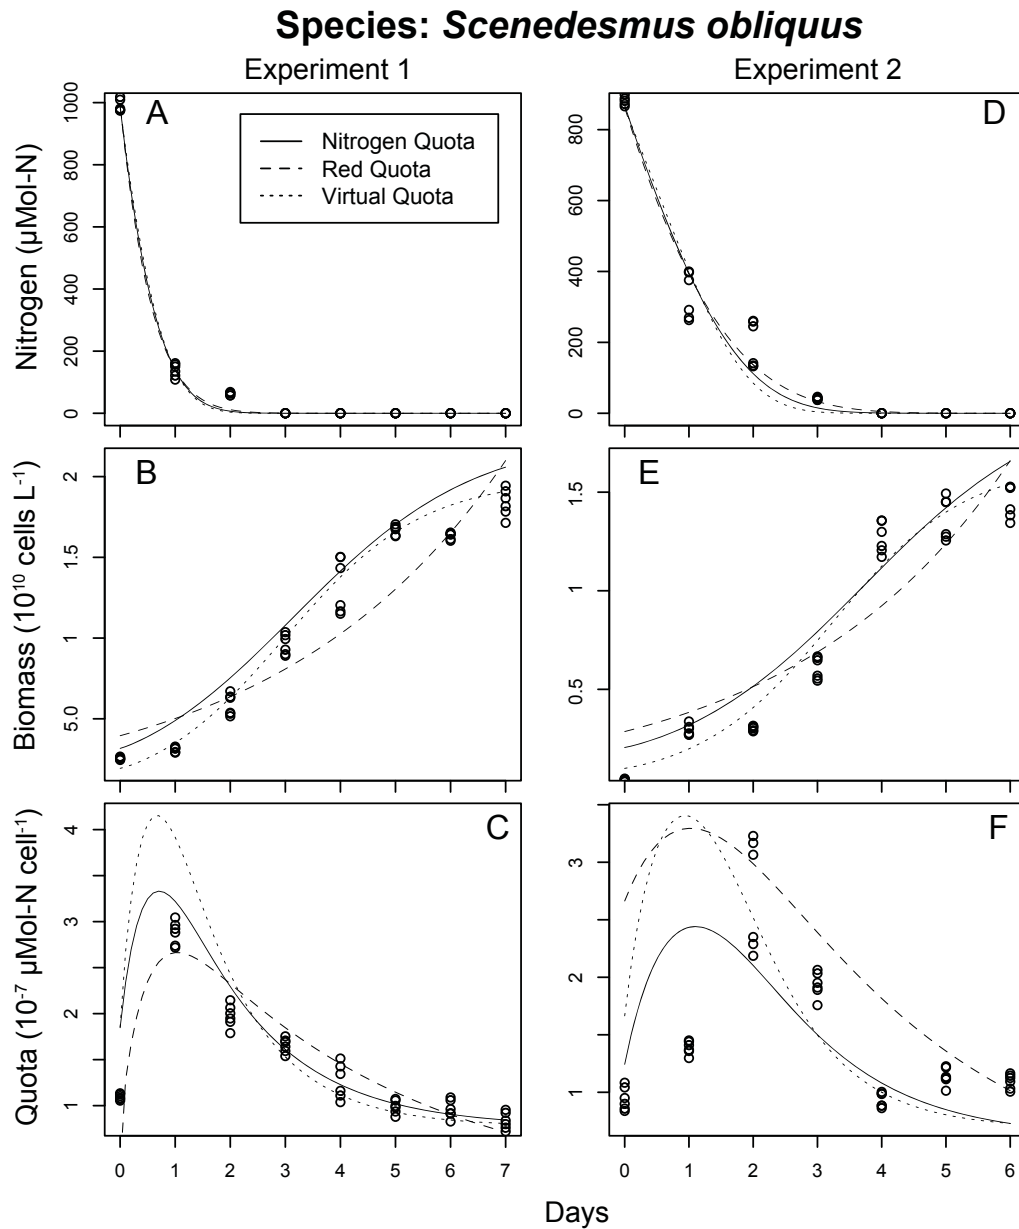 Species: Scenedesmus obliquus
Experiment 1
Experiment 2
Nitrogen (µMol-N)
1000
800
600
400
200
0
A
Nitrogen Quota
Red Quota
Virtual Quota
800
600
400
200
0
D
Biomass (10¹⁰ cells L⁻¹)
2
1.5
1
5.0
B
1.5
1
0.5
E
Quota (10⁻⁷ µMol-N cell⁻¹)
4
3
2
1
C
3
2
1
F
0 1 2 3 4 5 6 7
0 1 2 3 4 5 6
Days